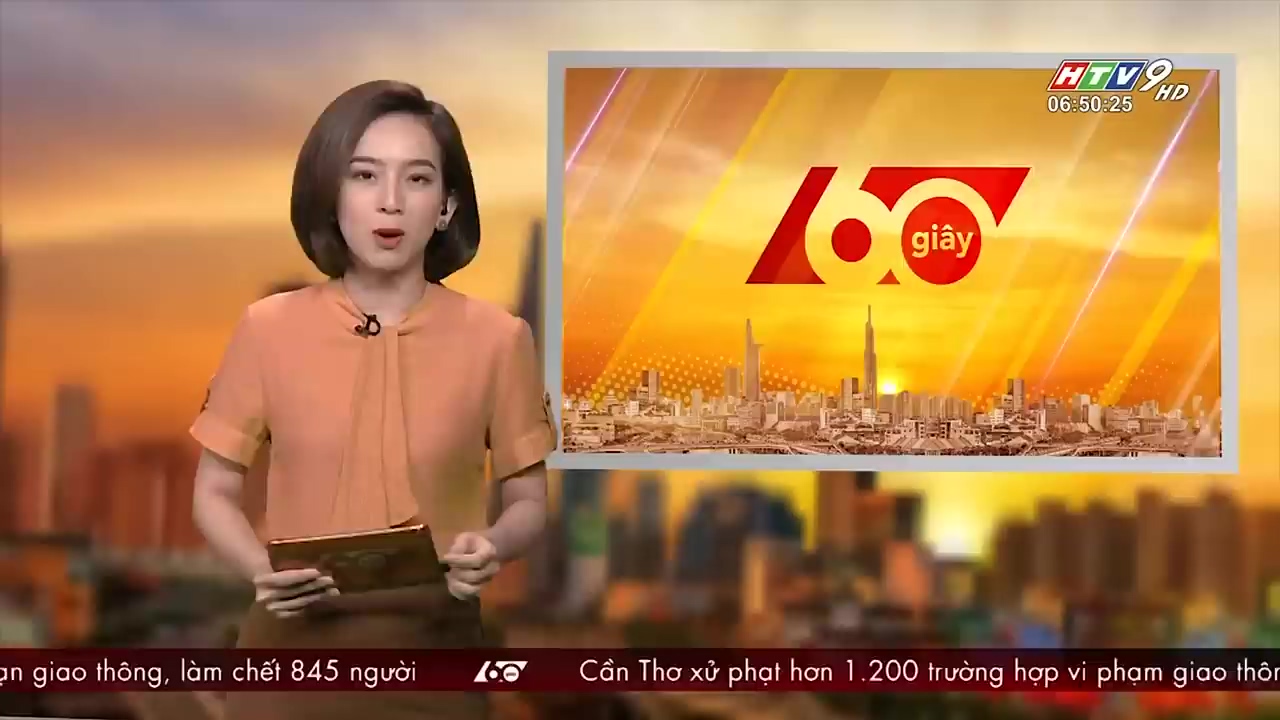 HTV9 HD
06:50:25
60 giây
ạn giao thông, làm chết 845 người 60 Cần Thơ xử phạt hơn 1.200 trường hợp vi phạm giao thôn